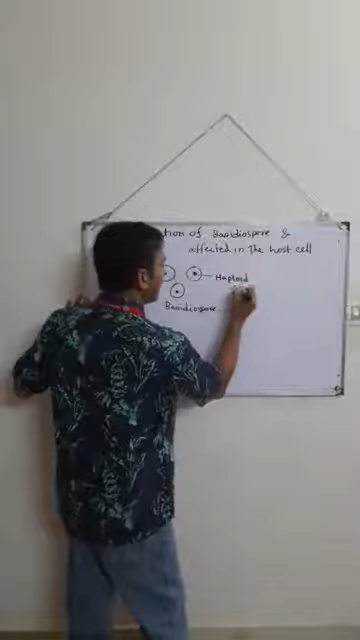 tion of Basidiospore &
affected in the host cell
Haploid
Basidiospore